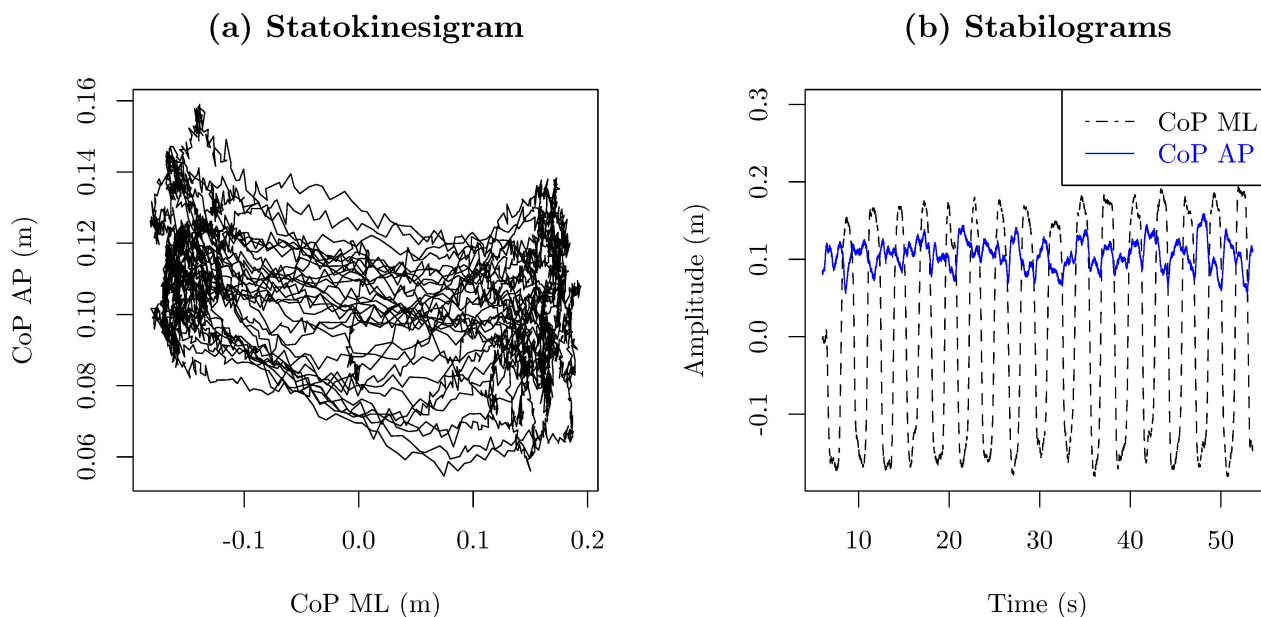 (a) Statokinesigram
0.16
0.14
0.12
0.10
0.08
0.06
CoP AP (m)
-0.1 0.0 0.1 0.2
CoP ML (m)
(b) Stabilograms
0.3
0.2
0.1
0.0
-0.1
Amplitude (m)
CoP ML
CoP AP
10 20 30 40 50
Time (s)